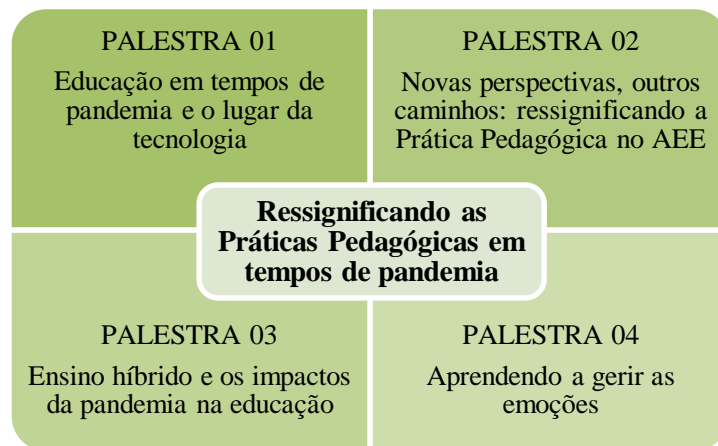 PALESTRA 01
Educação em tempos de
pandemia e o lugar da
tecnologia
PALESTRA 02
Novas perspectivas, outros
caminhos: ressignificando a
Prática Pedagógica no AEE
Ressignificando as
Práticas Pedagógicas em
tempos de pandemia
PALESTRA 03
Ensino híbrido e os impactos
da pandemia na educação
PALESTRA 04
Aprendendo a gerir as
emoções